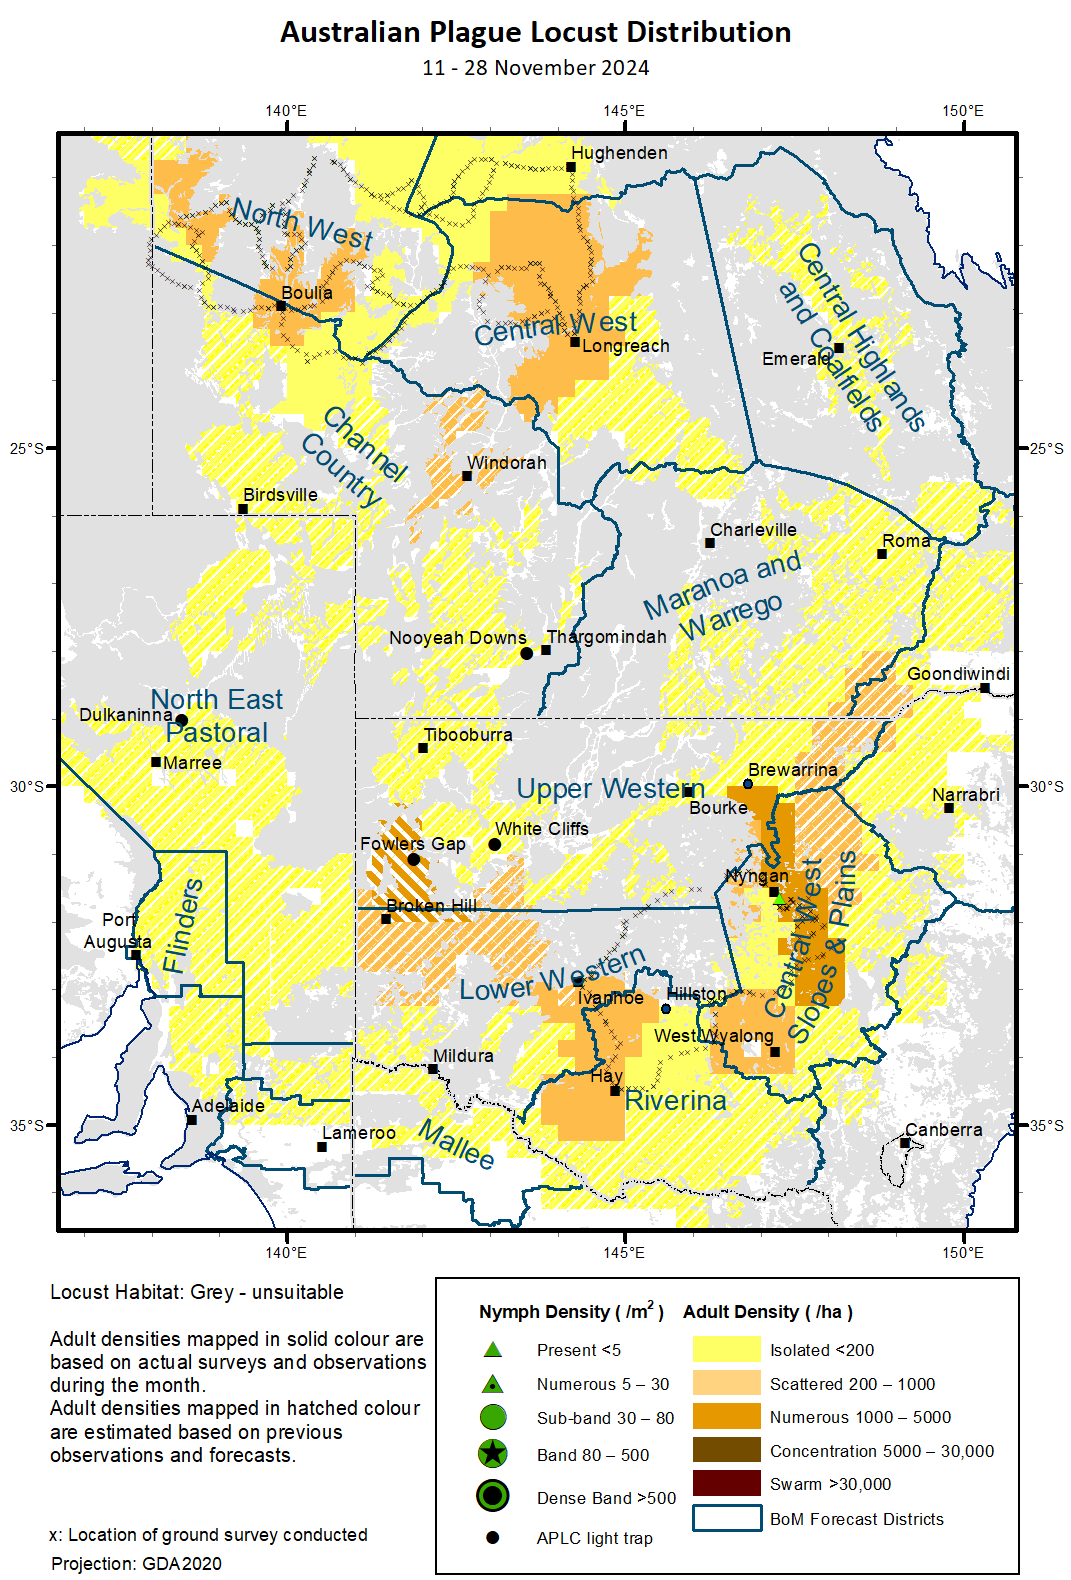 Australian Plague Locust Distribution
11 - 28 November 2024
140°E
145°E
150°E
Hughenden
North West
Boulia
Central West
Longreach
Central Highlands
and Coalfields
Emerald
25°S
25°S
Channel
Country
Windorah
Birdsville
Charleville
Roma
Maranoa and
Warrego
Nooyeah Downs
Thargomindah
Goondiwindi
North East
Pastoral
Dulkaninna
Marree
Tibooburra
30°S
30°S
Upper Western
Brewarrina
Bourke
Narrabri
White Cliffs
Fowlers Gap
Nyngan
Broken Hill
Central West
Slopes & Plains
Flinders
Port
Augusta
Lower Western
Ivanhoe
Hillston
West Wyalong
Mildura
Hay
Riverina
Adelaide
35°S
35°S
Lameroo
Mallee
Canberra
140°E
145°E
150°E
Locust Habitat: Grey - unsuitable
Adult densities mapped in solid colour are
based on actual surveys and observations
during the month.
Adult densities mapped in hatched colour
are estimated based on previous
observations and forecasts.
x: Location of ground survey conducted
Projection: GDA2020
Nymph Density ( /m2 )
Present <5
Numerous 5 – 30
Sub-band 30 – 80
Band 80 – 500
Dense Band >500
APLC light trap
Adult Density ( /ha )
Isolated <200
Scattered 200 – 1000
Numerous 1000 – 5000
Concentration 5000 – 30,000
Swarm >30,000
BoM Forecast Districts